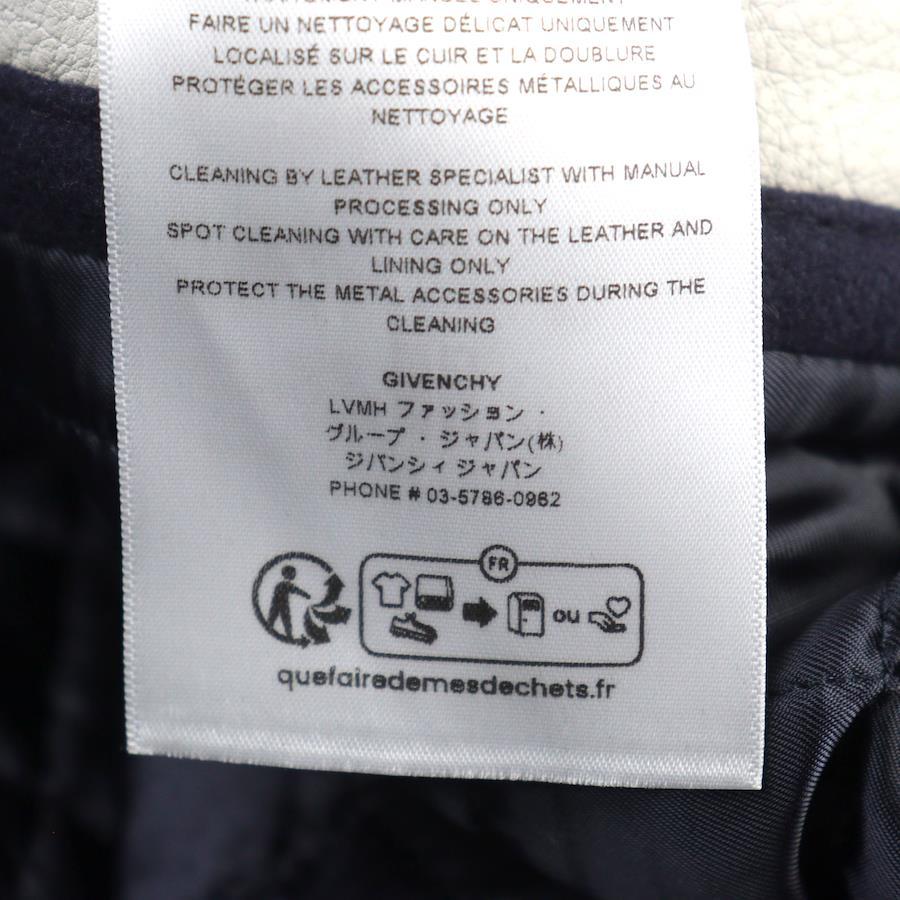 TRAITEMENT MANUEL UNIQUEMENT
FAIRE UN NETTOYAGE DÉLICAT UNIQUEMENT
LOCALISÉ SUR LE CUIR ET LA DOUBLURE
PROTÉGER LES ACCESSOIRES MÉTALLIQUES AU
NETTOYAGE
CLEANING BY LEATHER SPECIALIST WITH MANUAL
PROCESSING ONLY
SPOT CLEANING WITH CARE ON THE LEATHER AND
LINING ONLY
PROTECT THE METAL ACCESSORIES DURING THE
CLEANING
GIVENCHY
LVMH ファッション ・
グループ ・ ジャパン(株)
ジバンシィ ジャパン
PHONE # 03-5786-0962
FR
ou
quefairedemesdechets.fr